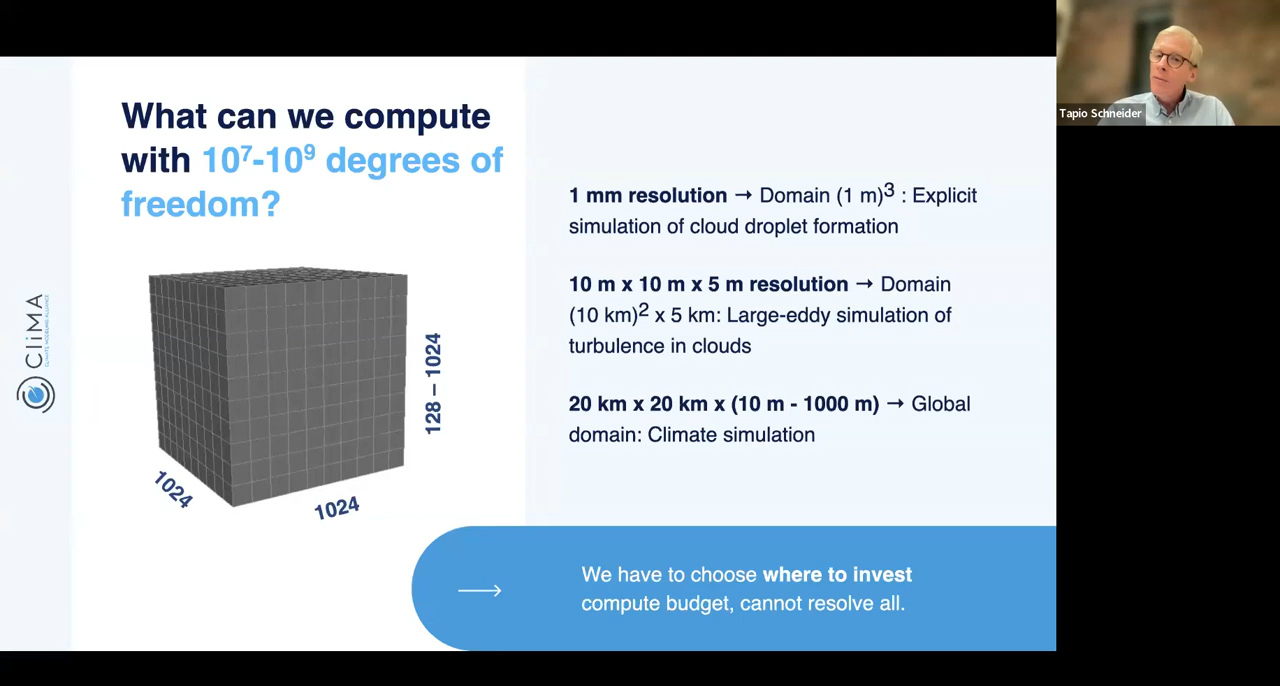 What can we compute
with 10⁷-10⁹ degrees of
freedom?
1024
1024
128 – 1024
CliMA
CLIMATE MODELING ALLIANCE
1 mm resolution → Domain (1 m)³ : Explicit
simulation of cloud droplet formation
10 m x 10 m x 5 m resolution → Domain
(10 km)² x 5 km: Large-eddy simulation of
turbulence in clouds
20 km x 20 km x (10 m - 1000 m) → Global
domain: Climate simulation
We have to choose where to invest
compute budget, cannot resolve all.
Tapio Schneider